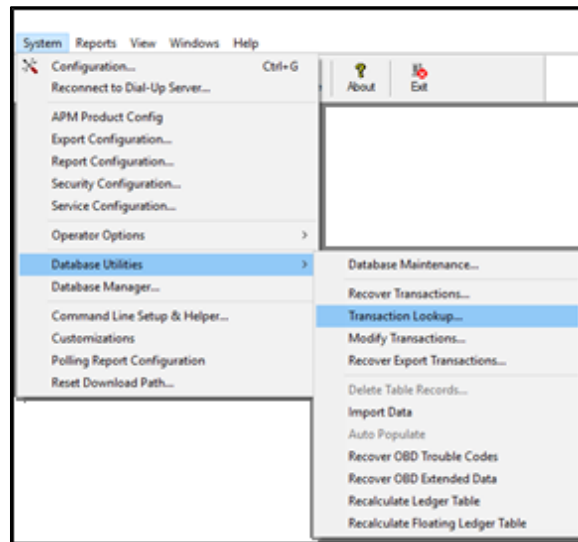 System Reports View Windows Help
Configuration... Ctrl+G
Reconnect to Dial-Up Server...
About Exit
APM Product Config
Export Configuration...
Report Configuration...
Security Configuration...
Service Configuration...
Operator Options >
Database Utilities >
Database Manager...
Command Line Setup & Helper...
Customizations
Polling Report Configuration
Reset Download Path...
Database Maintenance...
Recover Transactions...
Transaction Lookup...
Modify Transactions...
Recover Export Transactions...
Delete Table Records...
Import Data
Auto Populate
Recover OBD Trouble Codes
Recover OBD Extended Data
Recalculate Ledger Table
Recalculate Floating Ledger Table